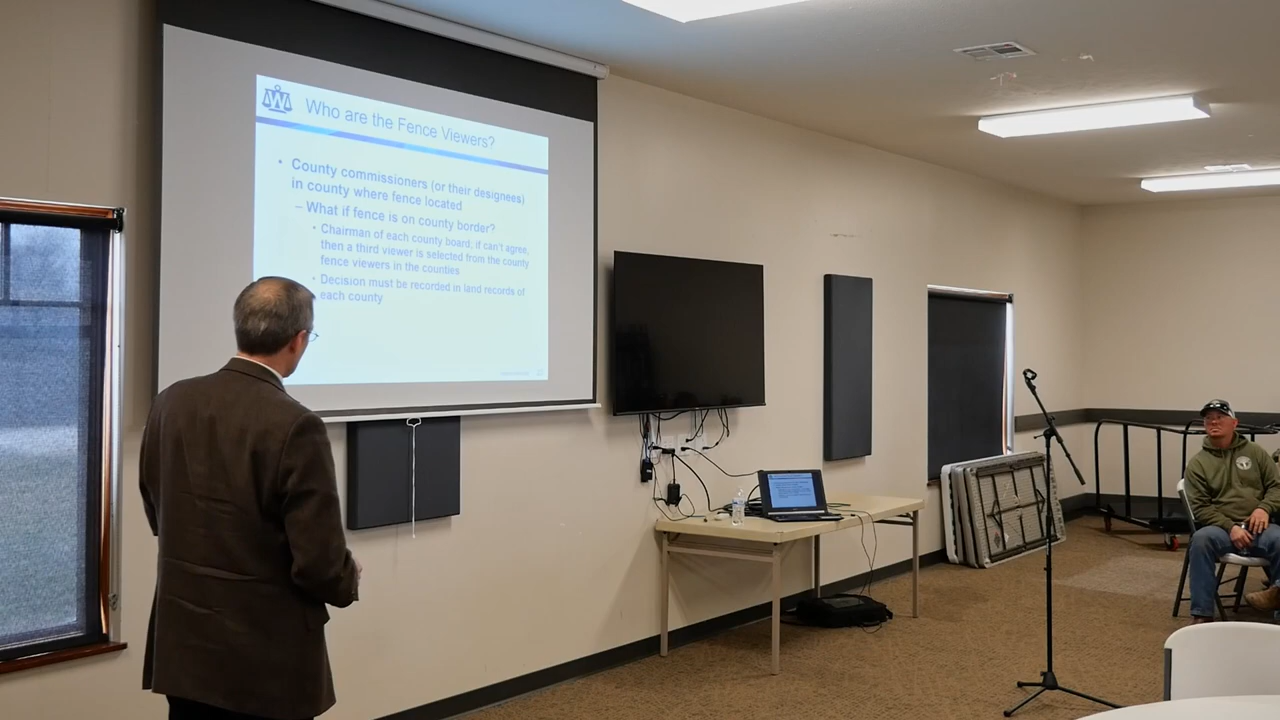 W
Who are the Fence Viewers?
• County commissioners (or their designees)
in county where fence located
– What if fence is on county border?
• Chairman of each county board; if can't agree,
then a third viewer is selected from the county
fence viewers in the counties
• Decision must be recorded in land records of
each county